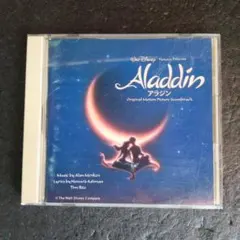 Walt Disney Pictures Presents
Aladdin
アラジン
Original Motion Picture Soundtrack
Music by Alan Menken
Lyrics by Howard Ashman
Tim Rice
© The Walt Disney Company